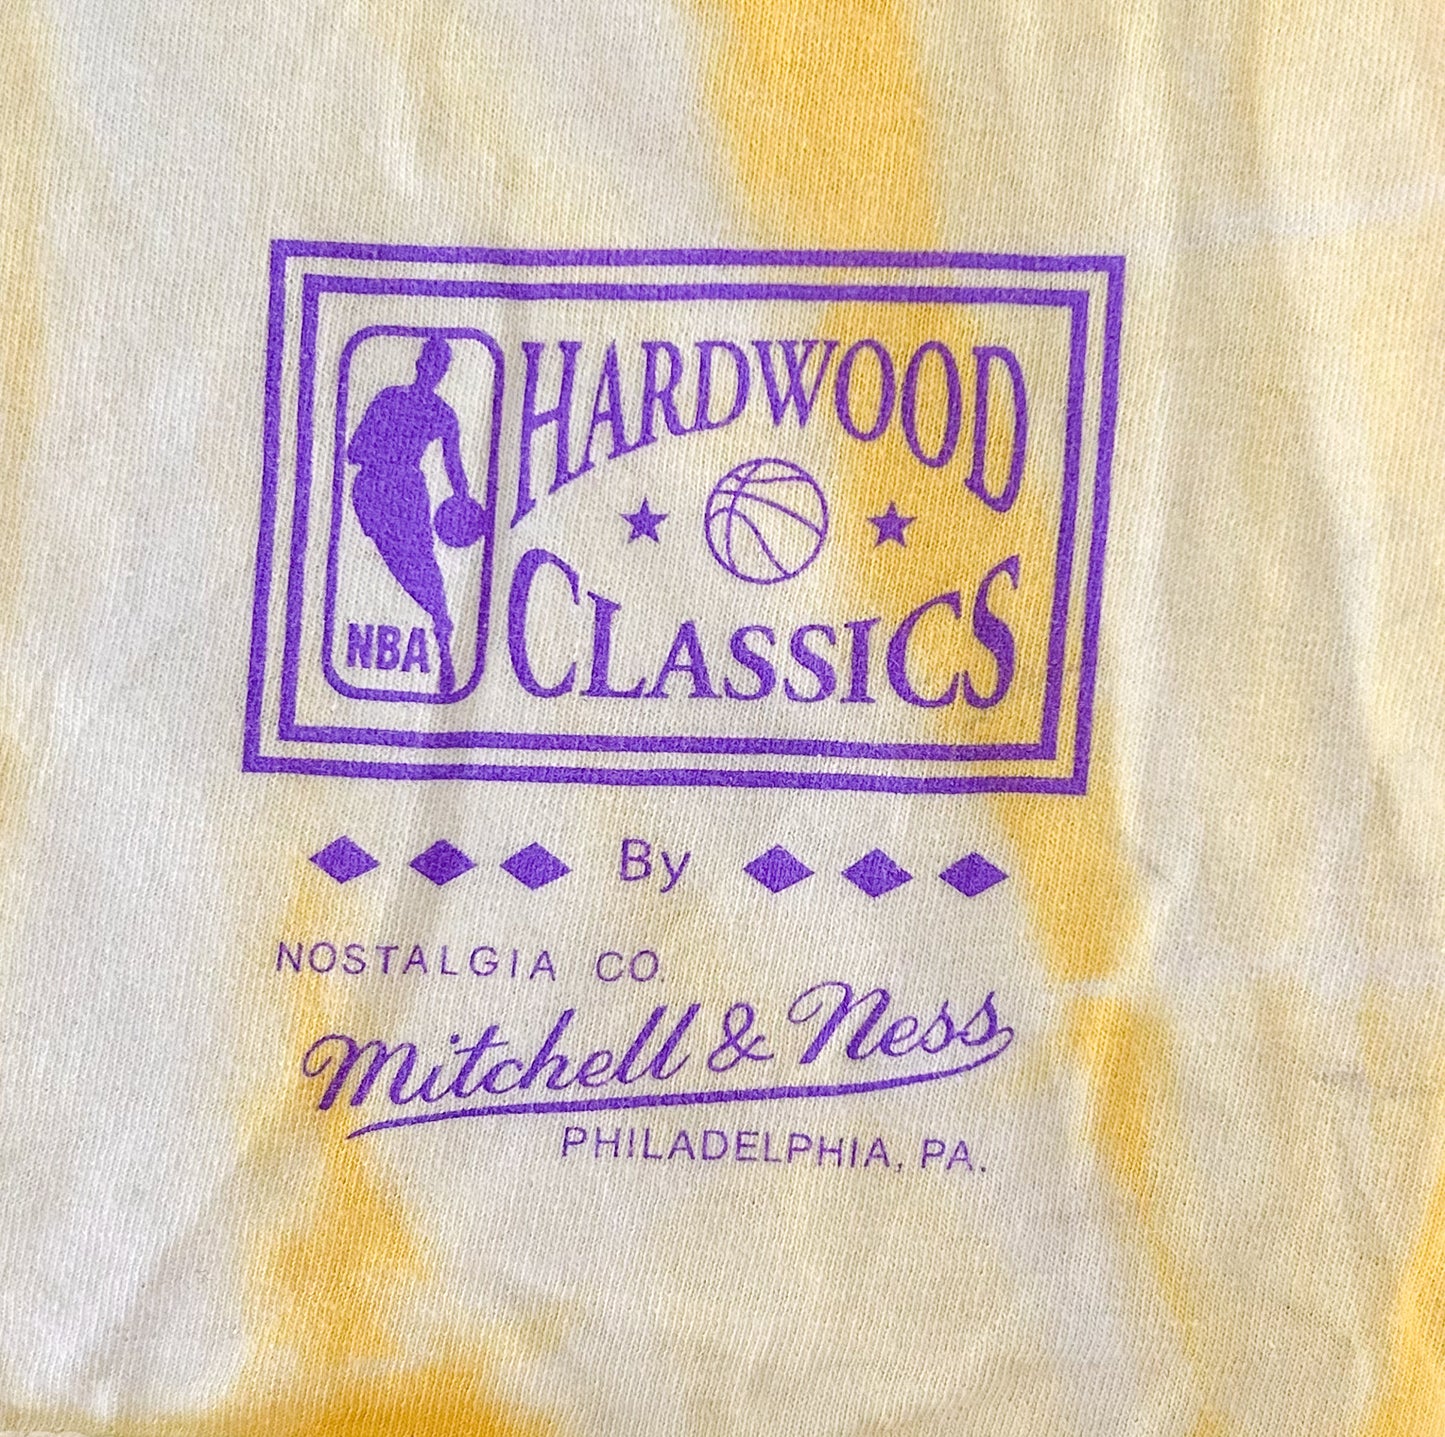 HARDWOOD
NBA
CLASSICS
By
NOSTALGIA CO.
Mitchell & Ness
PHILADELPHIA, PA.